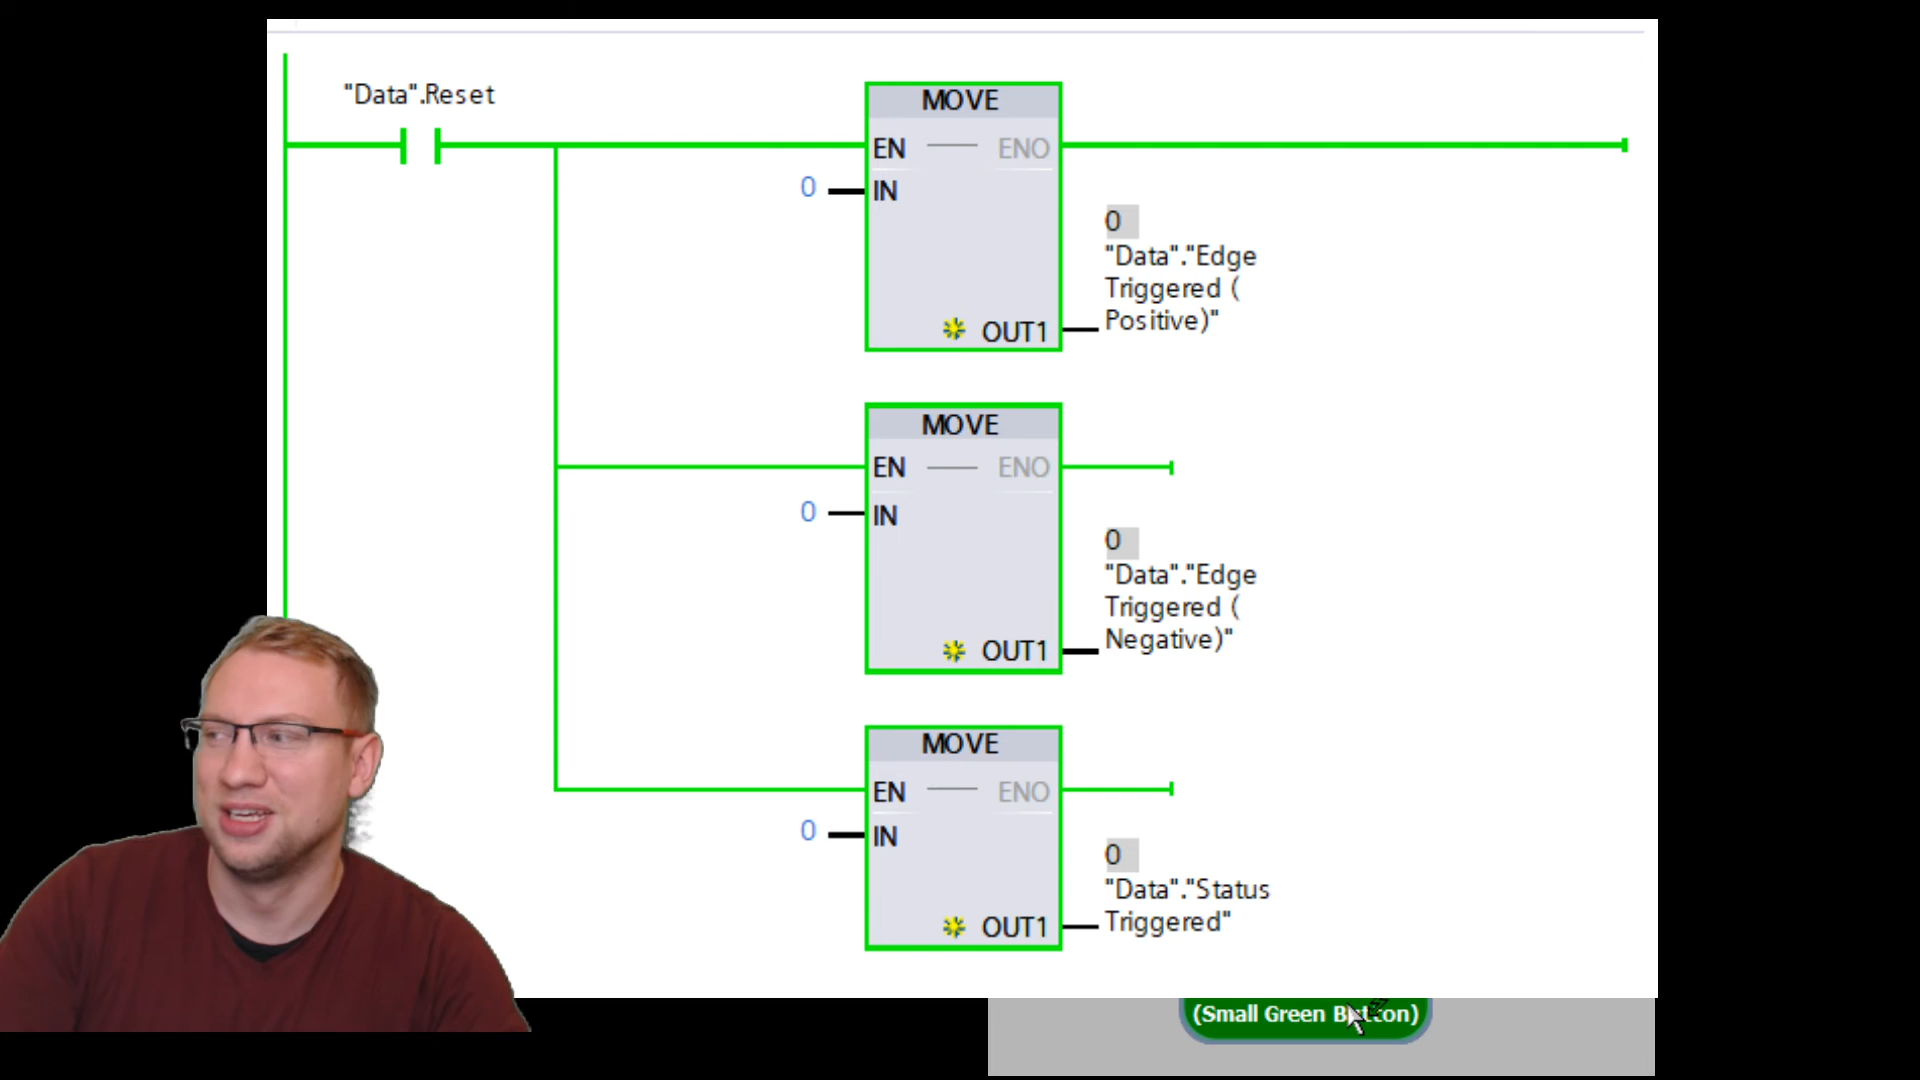 "Data".Reset
MOVE
EN
ENO
0
IN
0
"Data"."Edge
Triggered (
Positive)"
OUT1
MOVE
EN
ENO
0
IN
0
"Data"."Edge
Triggered (
Negative)"
OUT1
MOVE
EN
ENO
0
IN
0
"Data"."Status
Triggered"
OUT1
(Small Green Button)